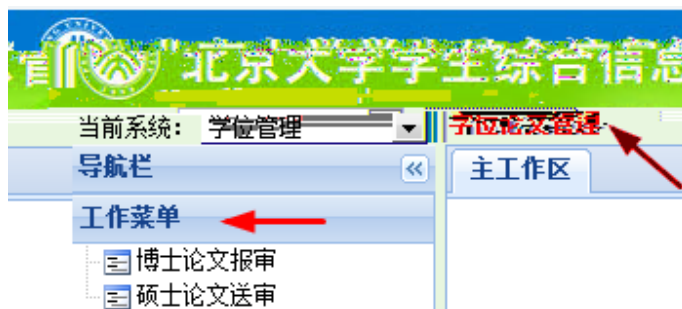 北京大学学生综合信息
当前系统： 学位管理 学位论文管理
导航栏
主工作区
工作菜单
博士论文报审
硕士论文送审